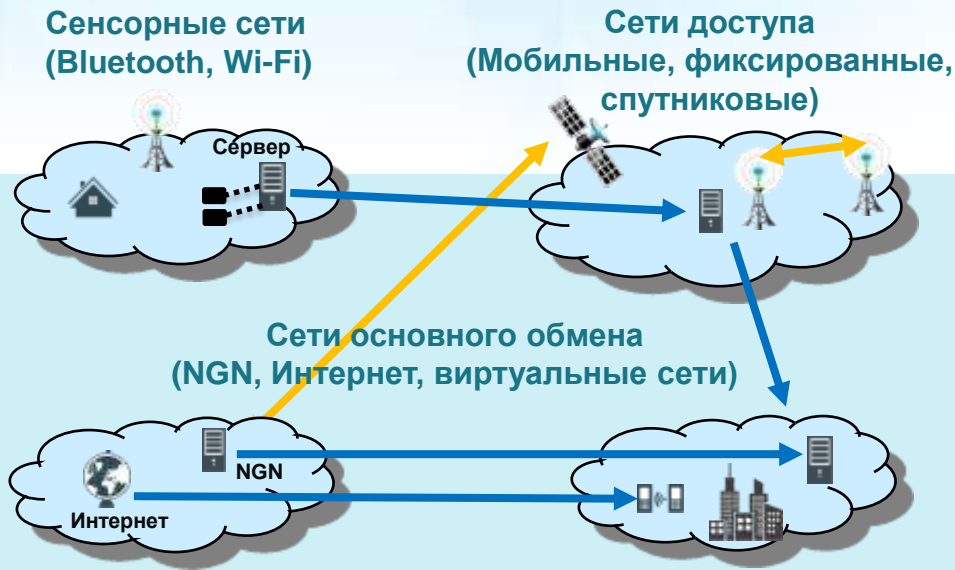 Сенсорные сети
(Bluetooth, Wi-Fi)
Сети доступа
(Мобильные, фиксированные,
спутниковые)
Сервер
Сети основного обмена
(NGN, Интернет, виртуальные сети)
NGN
Интернет